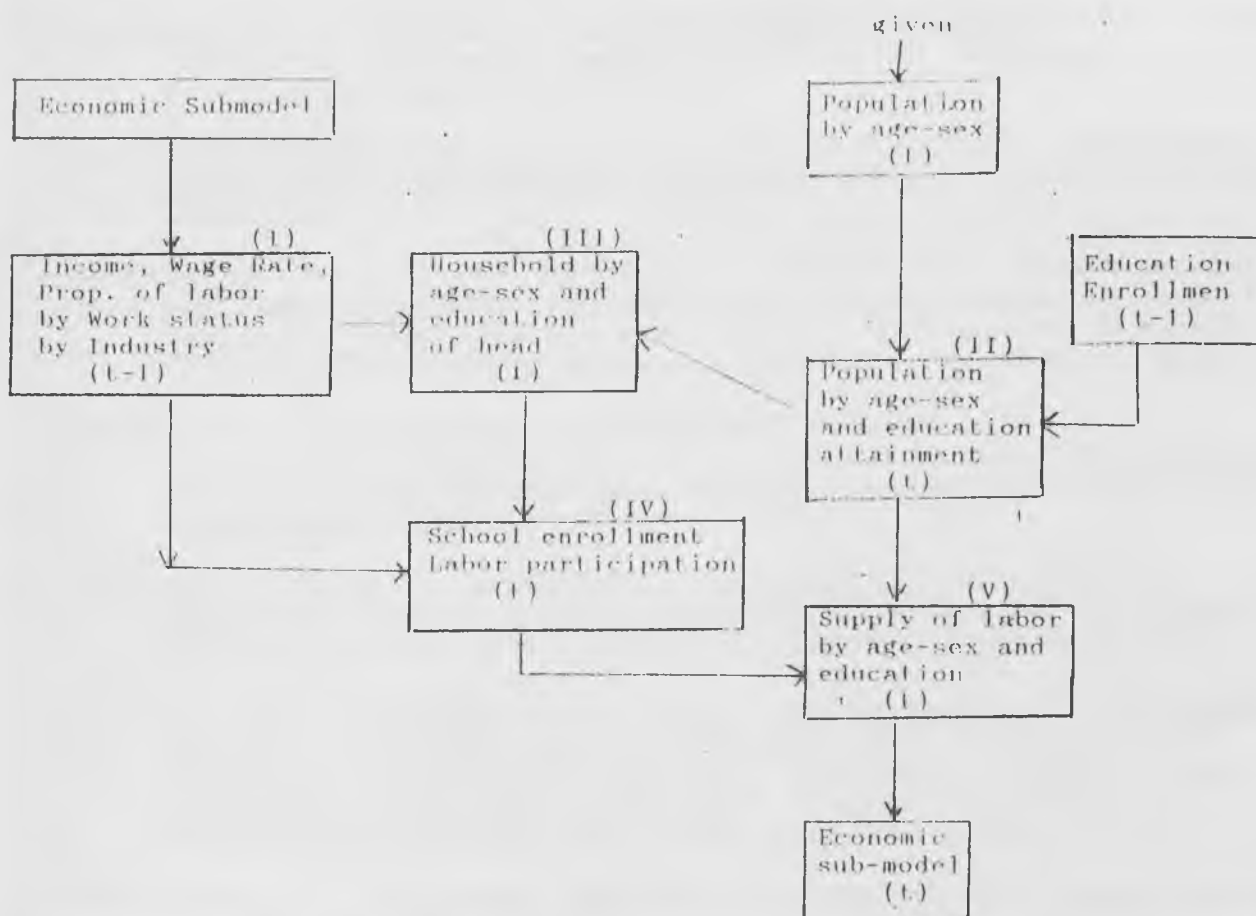 given
Economic Submodel
Population
by age-sex
(t)
(I)
Income, Wage Rate,
Prop. of labor
by Work status
by Industry
(t-1)
(III)
Household by
age-sex and
education
of head
(t)
Education
Enrollmen
(t-1)
(II)
Population
by age-sex
and education
attainment
(t)
(IV)
School enrollment
Labor participation
(t)
(V)
Supply of labor
by age-sex and
education
(t)
Economic
sub-model
(t)